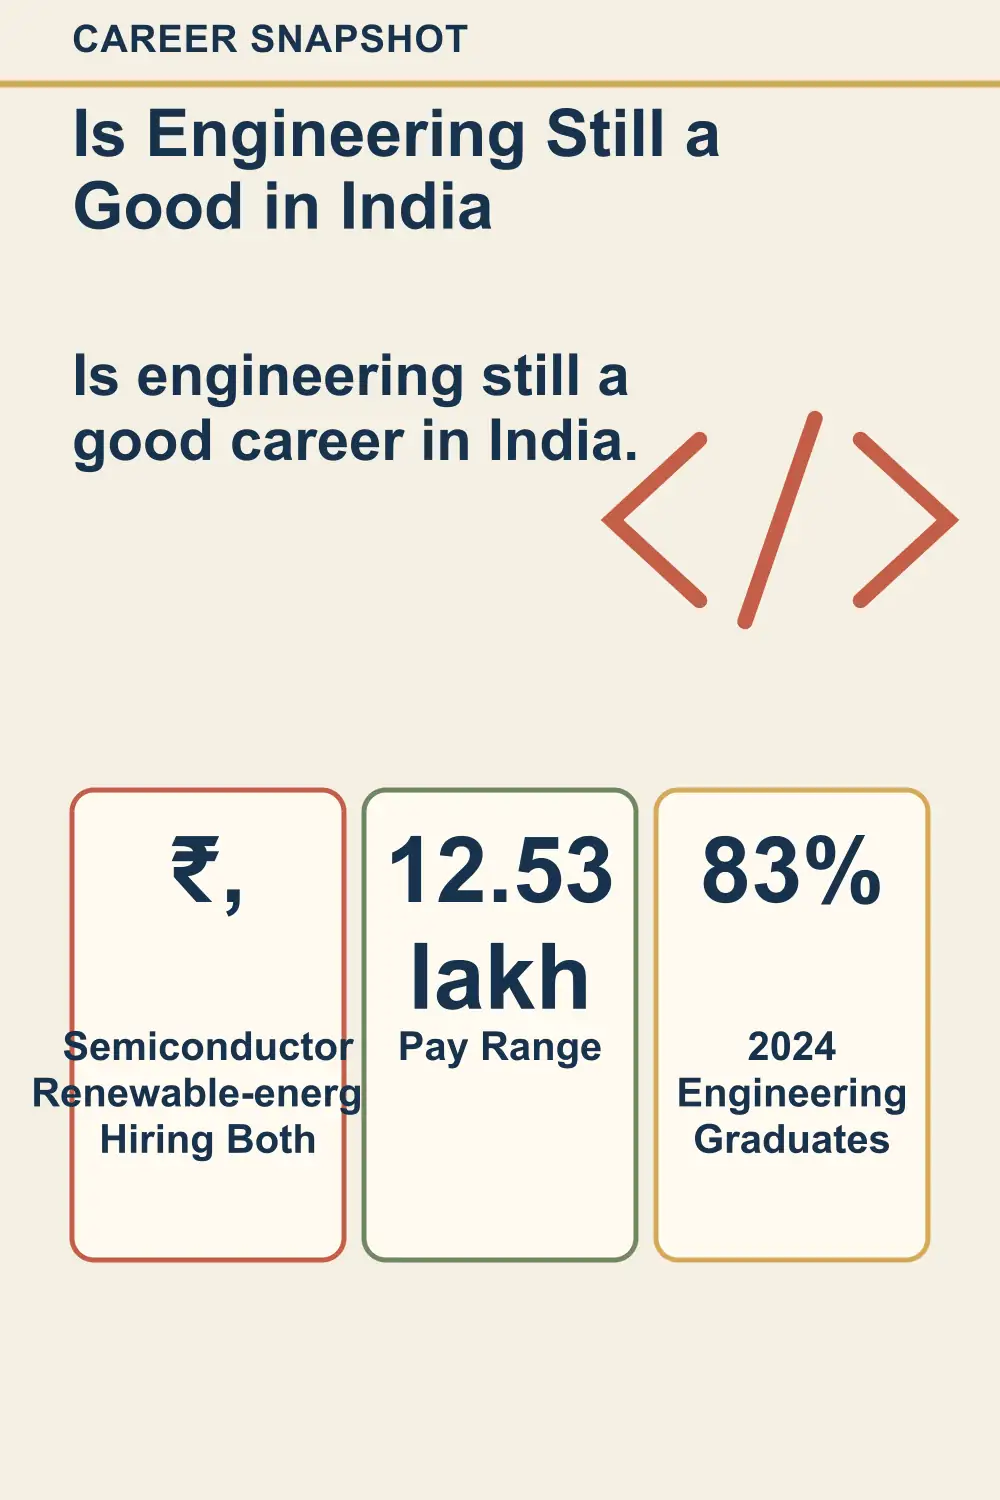 CAREER SNAPSHOT
Is Engineering Still a
Good in India
Is engineering still a
good career in India.
₹,
Semiconductor
Renewable-energ
Hiring Both
12.53
lakh
Pay Range
83%
2024
Engineering
Graduates